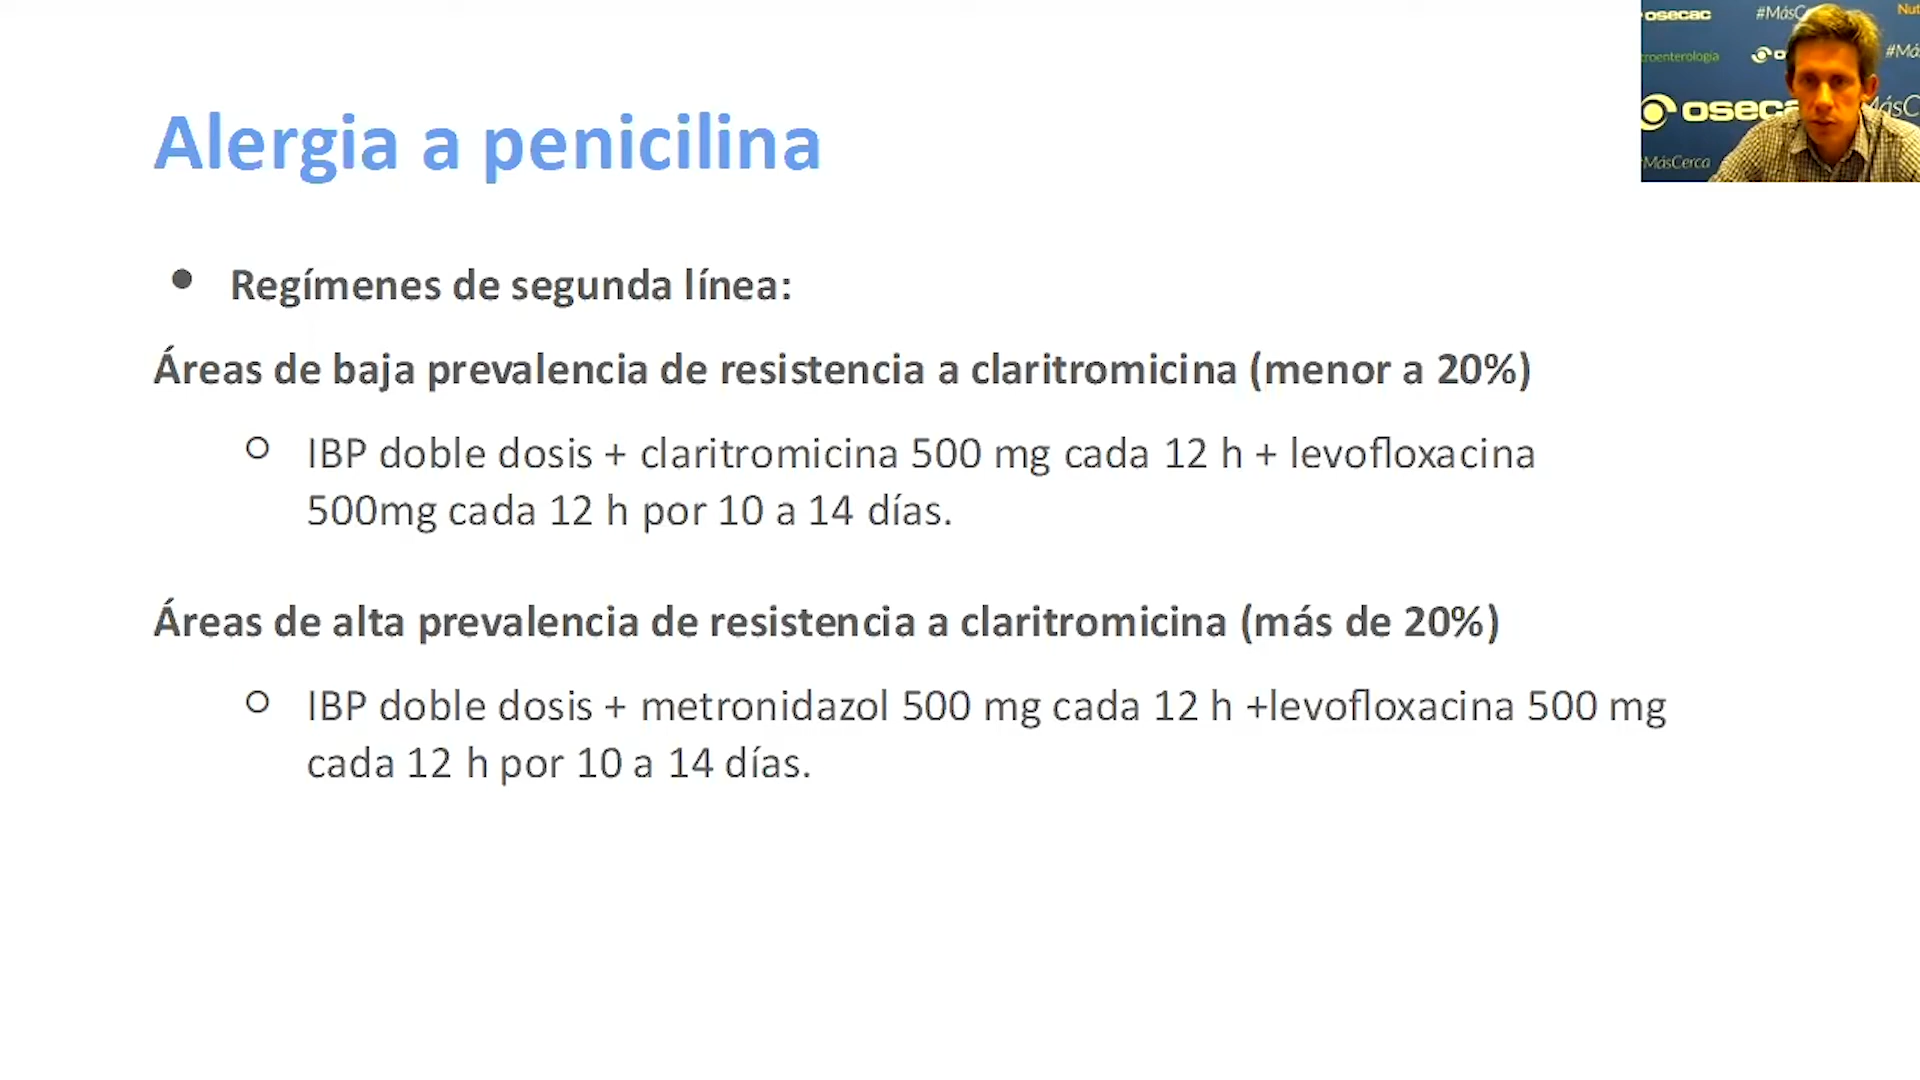 Alergia a penicilina
• Regímenes de segunda línea:
Áreas de baja prevalencia de resistencia a claritromicina (menor a 20%)
○ IBP doble dosis + claritromicina 500 mg cada 12 h + levofloxacina
500mg cada 12 h por 10 a 14 días.
Áreas de alta prevalencia de resistencia a claritromicina (más de 20%)
○ IBP doble dosis + metronidazol 500 mg cada 12 h +levofloxacina 500 mg
cada 12 h por 10 a 14 días.
osecac
#MásCerca